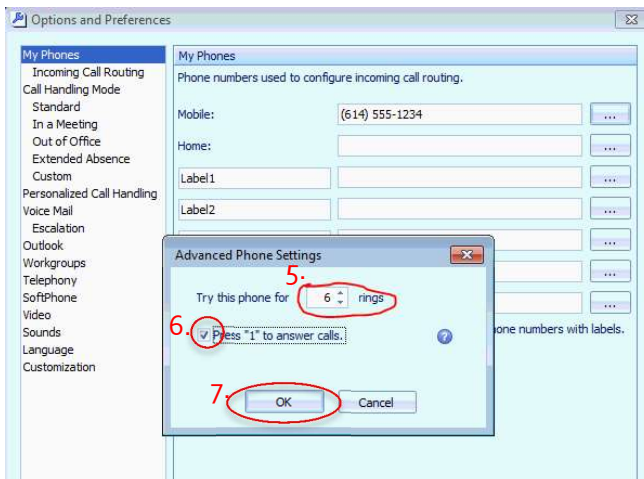 Options and Preferences
My Phones
Incoming Call Routing
Call Handling Mode
Standard
In a Meeting
Out of Office
Extended Absence
Custom
Personalized Call Handling
Voice Mail
Escalation
Outlook
Workgroups
Telephony
SoftPhone
Video
Sounds
Language
Customization
My Phones
Phone numbers used to configure incoming call routing.
Mobile: (614) 555-1234 ...
Home: ...
Label1 ...
Label2 ...
...
...
...
one numbers with labels.
Advanced Phone Settings
5.
Try this phone for 6 rings
6. Press "1" to answer calls. ?
7. OK Cancel